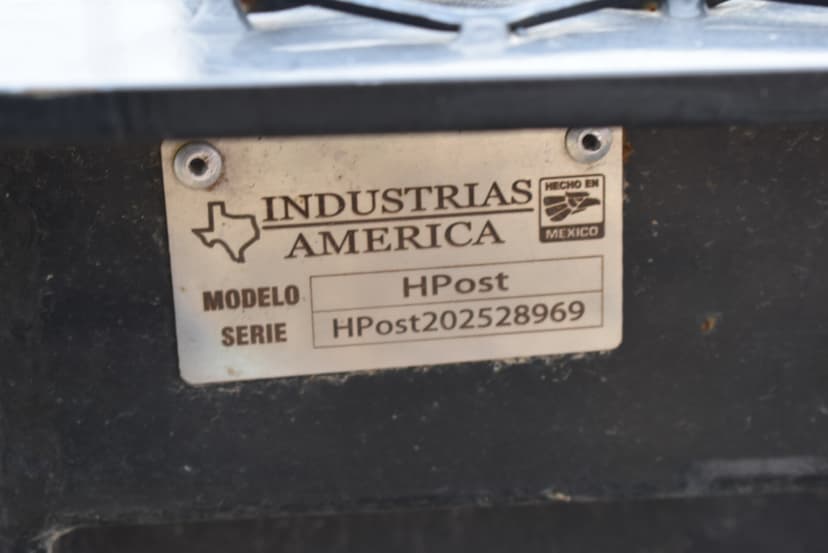 INDUSTRIAS
AMERICA
HECHO EN
MEXICO
MODELO HPost
SERIE HPost202528969